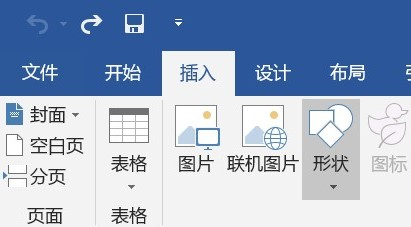 文件 开始 插入 设计 布局
封面
空白页
分页
表格 图片 联机图片 形状 图标
页面 表格